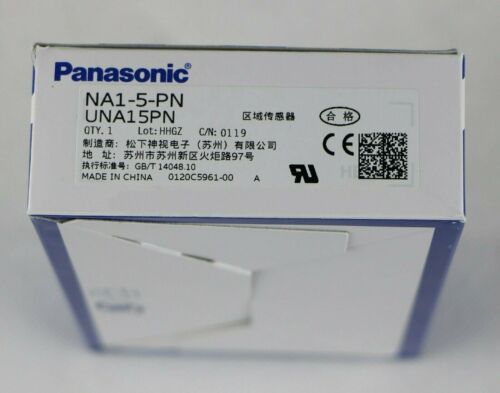 Panasonic
NA1-5-PN
UNA15PN 区域传感器 合格
QTY. 1 Lot: HHGZ C/N: 0119
制造商: 松下神视电子(苏州)有限公司
地 址: 苏州市苏州新区火炬路97号
执行标准号: GB/T 14048.10
MADE IN CHINA 0120C5961-00 A